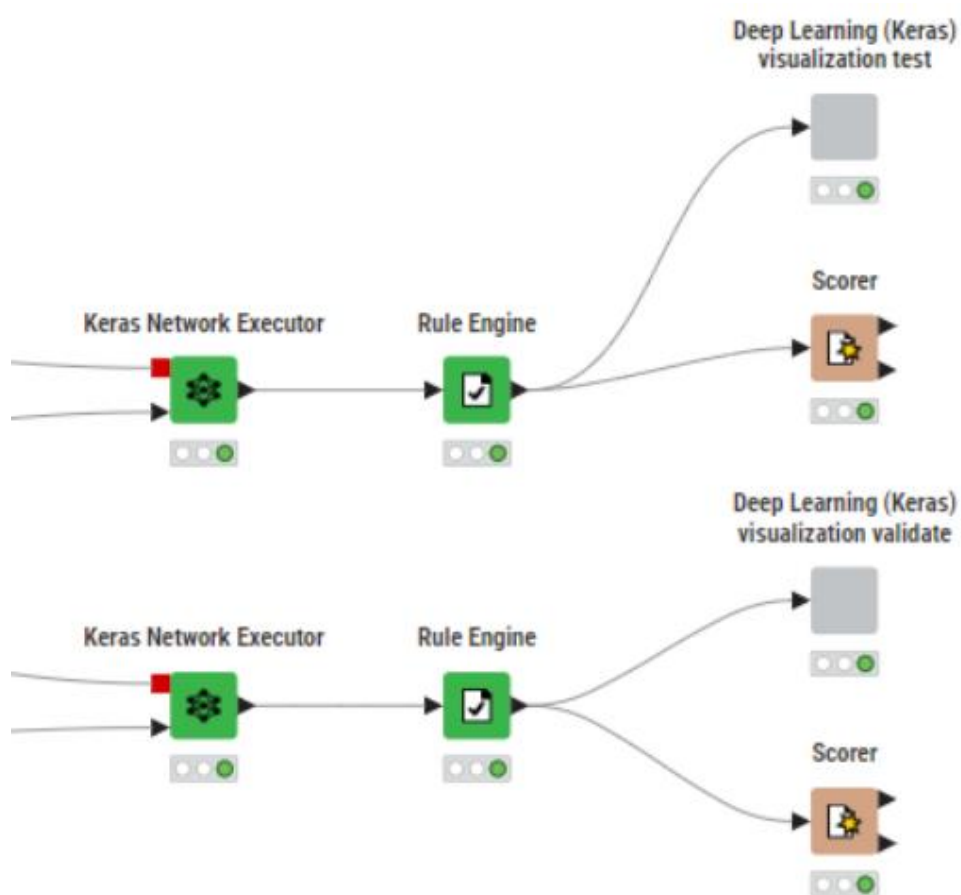 Deep Learning (Keras)
visualization test
Scorer
Keras Network Executor
Rule Engine
Deep Learning (Keras)
visualization validate
Keras Network Executor
Rule Engine
Scorer